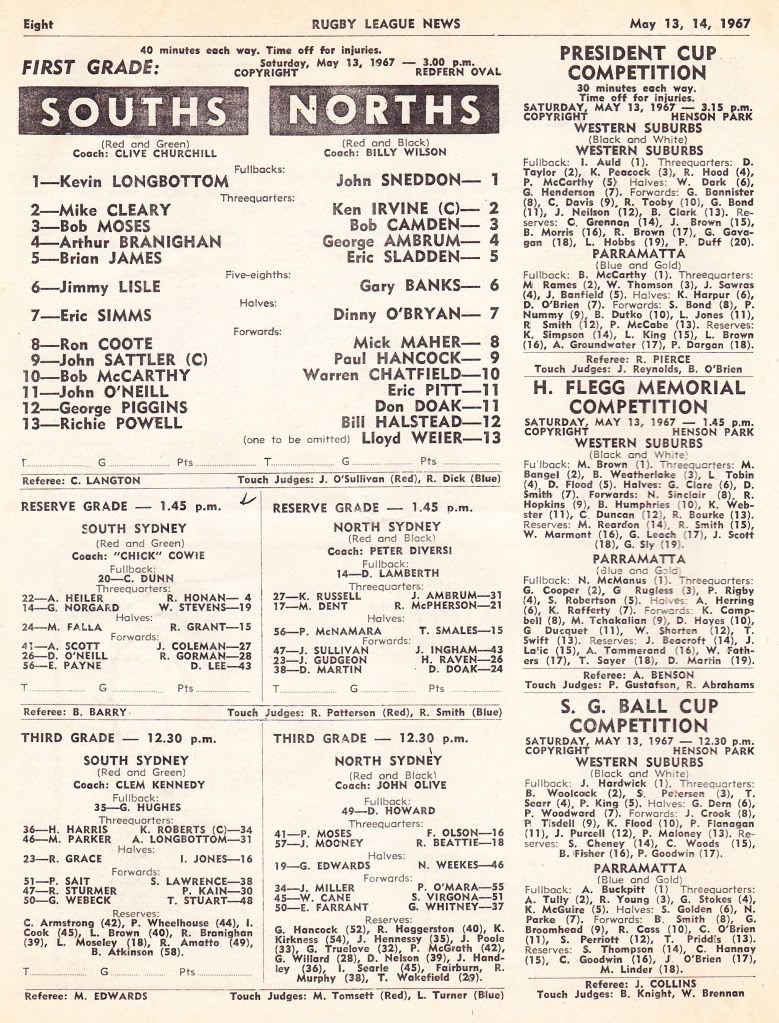 Eight RUGBY LEAGUE NEWS May 13, 14, 1967
40 minutes each way. Time off for injuries.
FIRST GRADE: Saturday, May 13, 1967 — 3.00 p.m.
COPYRIGHT REDFERN OVAL
SOUTHS NORTHS
(Red and Green) (Red and Black)
Coach: CLIVE CHURCHILL Coach: BILLY WILSON
Fullbacks:
1—Kevin LONGBOTTOM John SNEDDON— 1
Threequarters:
2—Mike CLEARY Ken IRVINE (C)— 2
3—Bob MOSES Bob CAMDEN— 3
4—Arthur BRANIGHAN George AMBRUM— 4
5—Brian JAMES Eric SLADDEN— 5
Five-eighths:
6—Jimmy LISLE Gary BANKS— 6
Halves:
7—Eric SIMMS Dinny O'BRYAN— 7
Forwards:
8—Ron COOTE Mick MAHER— 8
9—John SATTLER (C) Paul HANCOCK— 9
10—Bob McCARTHY Warren CHATFIELD—10
11—John O'NEILL Eric PITT—11
12—George PIGGINS Don DOAK—11
13—Richie POWELL Bill HALSTEAD—12
(one to be omitted) Lloyd WEIER—13
T. G. Pts. T. G. Pts.
Referee: C. LANGTON Touch Judges: J. O'Sullivan (Red), R. Dick (Blue)
RESERVE GRADE — 1.45 p.m.
SOUTH SYDNEY
(Red and Green)
Coach: "CHICK" COWIE
Fullback:
20—C. DUNN
Threequarters:
22—A. HEILER R. HONAN— 4
14—G. NORGARD W. STEVENS—19
Halves:
24—M. FALLA R. GRANT—15
Forwards:
41—A. SCOTT J. COLEMAN—27
26—D. O'NEILL R. GORMAN—28
56—E. PAYNE D. LEE—43
T. G. Pts.
RESERVE GRADE — 1.45 p.m.
NORTH SYDNEY
(Red and Black)
Coach: PETER DIVERSI
Fullback:
14—D. LAMBERTH
Threequarters:
27—K. RUSSELL J. AMBRUM—31
17—M. DENT R. McPHERSON—21
Halves:
56—P. McNAMARA T. SMALES—15
Forwards:
47—J. SULLIVAN J. INGHAM—43
23—J. GUDGEON H. RAVEN—26
38—D. MARTIN D. DOAK—24
T. G. Pts.
Referee: B. BARRY Touch Judges: R. Patterson (Red), R. Smith (Blue)
THIRD GRADE — 12.30 p.m.
SOUTH SYDNEY
(Red and Green)
Coach: CLEM KENNEDY
Fullback:
35—G. HUGHES
Threequarters:
36—H. HARRIS K. ROBERTS (C)—34
46—M. PARKER A. LONGBOTTOM—31
Halves:
23—R. GRACE I. JONES—16
Forwards:
51—P. SAIT S. LAWRENCE—38
47—R. STURMER P. KAIN—30
50—G. WEBECK T. STUART—48
Reserves:
C. Armstrong (42), P. Wheelhouse (44), I.
Cook (45), L. Brown (40), R. Branighan
(39), L. Moseley (18), R. Amatto (49),
B. Atkinson (58).
T. G. Pts.
THIRD GRADE — 12.30 p.m.
NORTH SYDNEY
(Red and Black)
Coach: JOHN OLIVE
Fullback:
49—D. HOWARD
Threequarters:
41—P. MOSES F. OLSON—16
57—J. MOONEY R. BEATTIE—18
Halves:
19—G. EDWARDS N. WEEKES—46
Forwards:
34—J. MILLER P. O'MARA—55
45—W. CANE S. VIRGONA—51
50—E. FARRANT G. WHITNEY—37
Reserves:
G. Hancock (52), R. Haggerston (40), K.
Kirkness (54), J. Hennessy (35), J. Poole
(33), G. Truelove (32), P. McGrath (42),
G. Willard (28), D. Nelson (39), J. Hand-
ley (36), I. Searle (45), Fairburn, R.
Murphy (38), T. Wakefield (29).
Referee: M. EDWARDS Touch Judges: M. Tomsett (Red), L. Turner (Blue)
PRESIDENT CUP
COMPETITION
30 minutes each way.
Time off for injuries.
SATURDAY, MAY 13, 1967 — 3.15 p.m.
COPYRIGHT HENSON PARK
WESTERN SUBURBS
(Black and White)
WESTERN SUBURBS
Fullback: I. Auld (1). Threequarters: D.
Taylor (2), K. Peacock (3), R. Hood (4),
P. McCarthy (5) Halves: W. Dark (6),
G. Henderson (7). Forwards: G. Bannister
(8), C. Davis (9), R. Tooby (10), G. Bond
(11), J. Neilson (12), B. Clark (13). Re-
serves: C. Grennan (14), J. Brown (15),
B. Morris (16), R. Brown (17), G. Gava-
gan (18), L. Hobbs (19), P. Duff (20).
PARRAMATTA
(Blue and Gold)
Fullback: B. McCarthy (1). Threequarters:
M. Rames (2), W. Thomson (3), J. Sawras
(4), J. Banfield (5). Halves: K. Harpur (6),
D. O'Brien (7). Forwards: S. Bond (8), P.
Nummy (9), B. Dutko (10), L. Jones (11),
R Smith (12), P. McCabe (13). Reserves:
K. Simpson (14), L. King (15), L. Brown
(16), A. Groundwater (17), P. Dargan (18).
Referee: R. PIERCE
Touch Judges: J. Reynolds, B. O'Brien
H. FLEGG MEMORIAL
COMPETITION
SATURDAY, MAY 13, 1967 — 1.45 p.m.
COPYRIGHT HENSON PARK
WESTERN SUBURBS
(Black and White)
Fullback: M. Brown (1). Threequarters: M.
Bangel (2), B. Weatherlake (3), L. Tobin
(4), D. Flood (5). Halves: G. Clare (6), D.
Smith (7). Forwards: N. Sinclair (8), R.
Hopkins (9), B. Humphries (10), K. Web-
ster (11), C. Duncan (12), R. Bourke (13).
Reserves: M. Reardon (14), R. Smith (15),
W. Marmont (16), G. Leach (17), J. Scott
(18), G. Sly (19).
PARRAMATTA
(Blue and Gold)
Fullback: N. McManus (1). Threequarters:
G. Cooper (2), G Rugless (3), P. Rigby
(4), S. Robertson (5). Halves: A. Herring
(6), K. Rafferty (7). Forwards: K. Camp-
bell (8), M. Tchakalian (9), D. Hayes (10),
G Ducquet (11), W. Shorten (12), T.
Swift (13). Reserves: J. Beacroft (14), J.
(15), A. Tammerand (16), W. Fath-
ers (17), T. Sayer (18), D. Martin (19).
Referee: A. BENSON
Touch Judges: P. Gustafson, R. Abrahams
S. G. BALL CUP
COMPETITION
SATURDAY, MAY 13, 1967 — 12.30 p.m.
COPYRIGHT HENSON PARK
WESTERN SUBURBS
(Black and White)
Fullback: J. Hardwick (1). Threequarters:
B. Woolcock (2), S. Petersen (3), T.
Searr (4), P. King (5). Halves: G. Dern (6),
P. Woodward (7). Forwards: J. Crook (8),
P Tisdell (9), K. Flood (10), P. Flanagan
(11), J. Purcell (12), P. Maloney (13). Re-
serves: S. Cheney (14), C. Woods (15),
B. Fisher (16), P. Goodwin (17).
PARRAMATTA
(Blue and Gold)
Fullback: A. Buckpitt (1) Threequarters:
A. Tully (2), R. Young (3), G. Stokes (4),
K. McGuire (5). Halves: S. Golden (6), N.
Parke (7). Forwards: B. Smith (8), G.
Broomhead (9), R. Cass (10), C. O'Brien
(11), S. Perriott (12), T. Priddis (13).
Reserves: S. Thompson (14), C. Hannay
(15), C. Goodwin (16), J. O'Brien (17),
M. Linder (18).
Referee: J. COLLINS
Touch Judges: B. Knight, W. Brennan